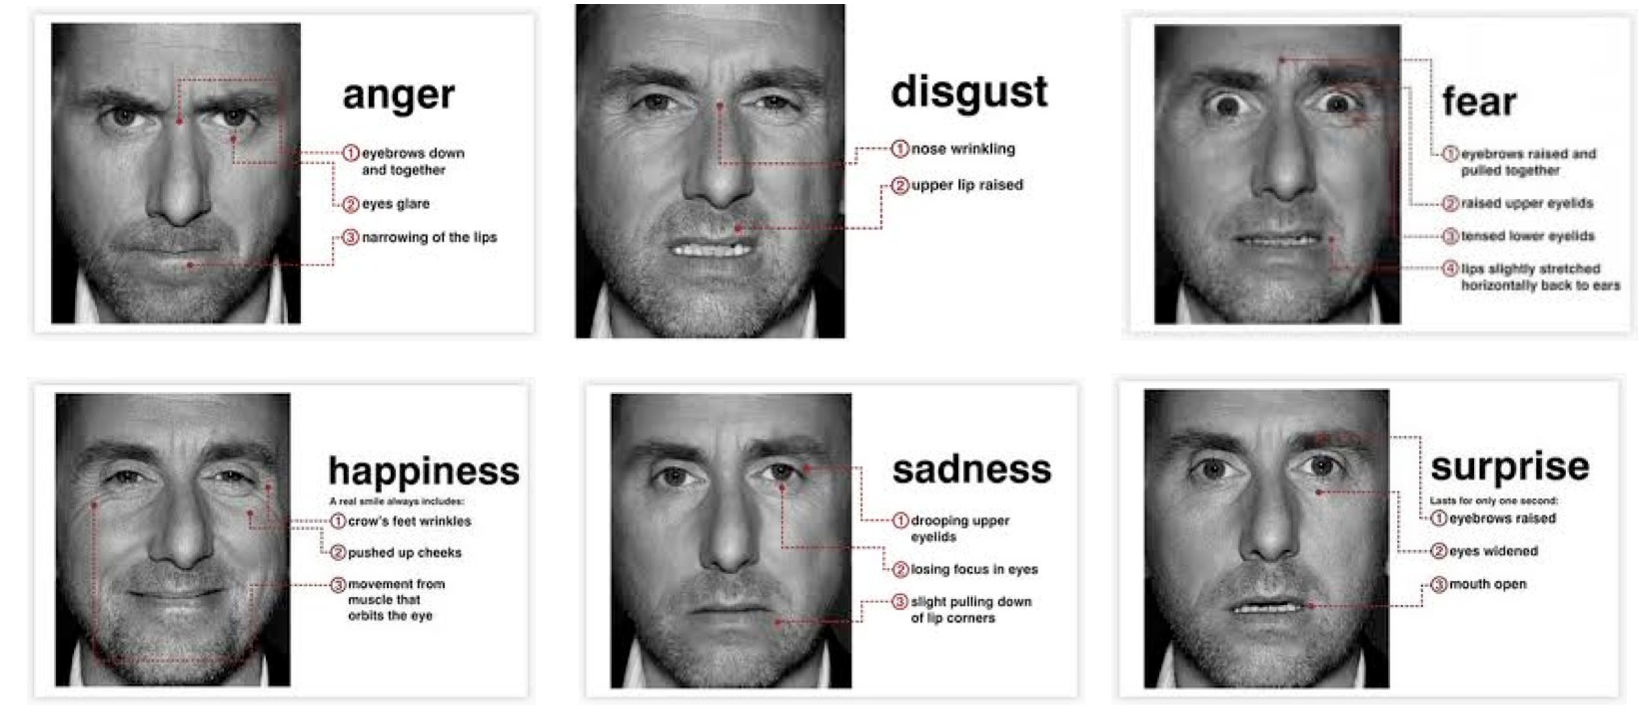 anger
① eyebrows down
and together
② eyes glare
③ narrowing of the lips
disgust
① nose wrinkling
② upper lip raised
fear
① eyebrows raised and
pulled together
② raised upper eyelids
③ tensed lower eyelids
④ lips slightly stretched
horizontally back to ears
happiness
A real smile always includes:
① crow's feet wrinkles
② pushed up cheeks
③ movement from
muscle that
orbits the eye
sadness
① drooping upper
eyelids
② losing focus in eyes
③ slight pulling down
of lip corners
surprise
Lasts for only one second:
① eyebrows raised
② eyes widened
③ mouth open